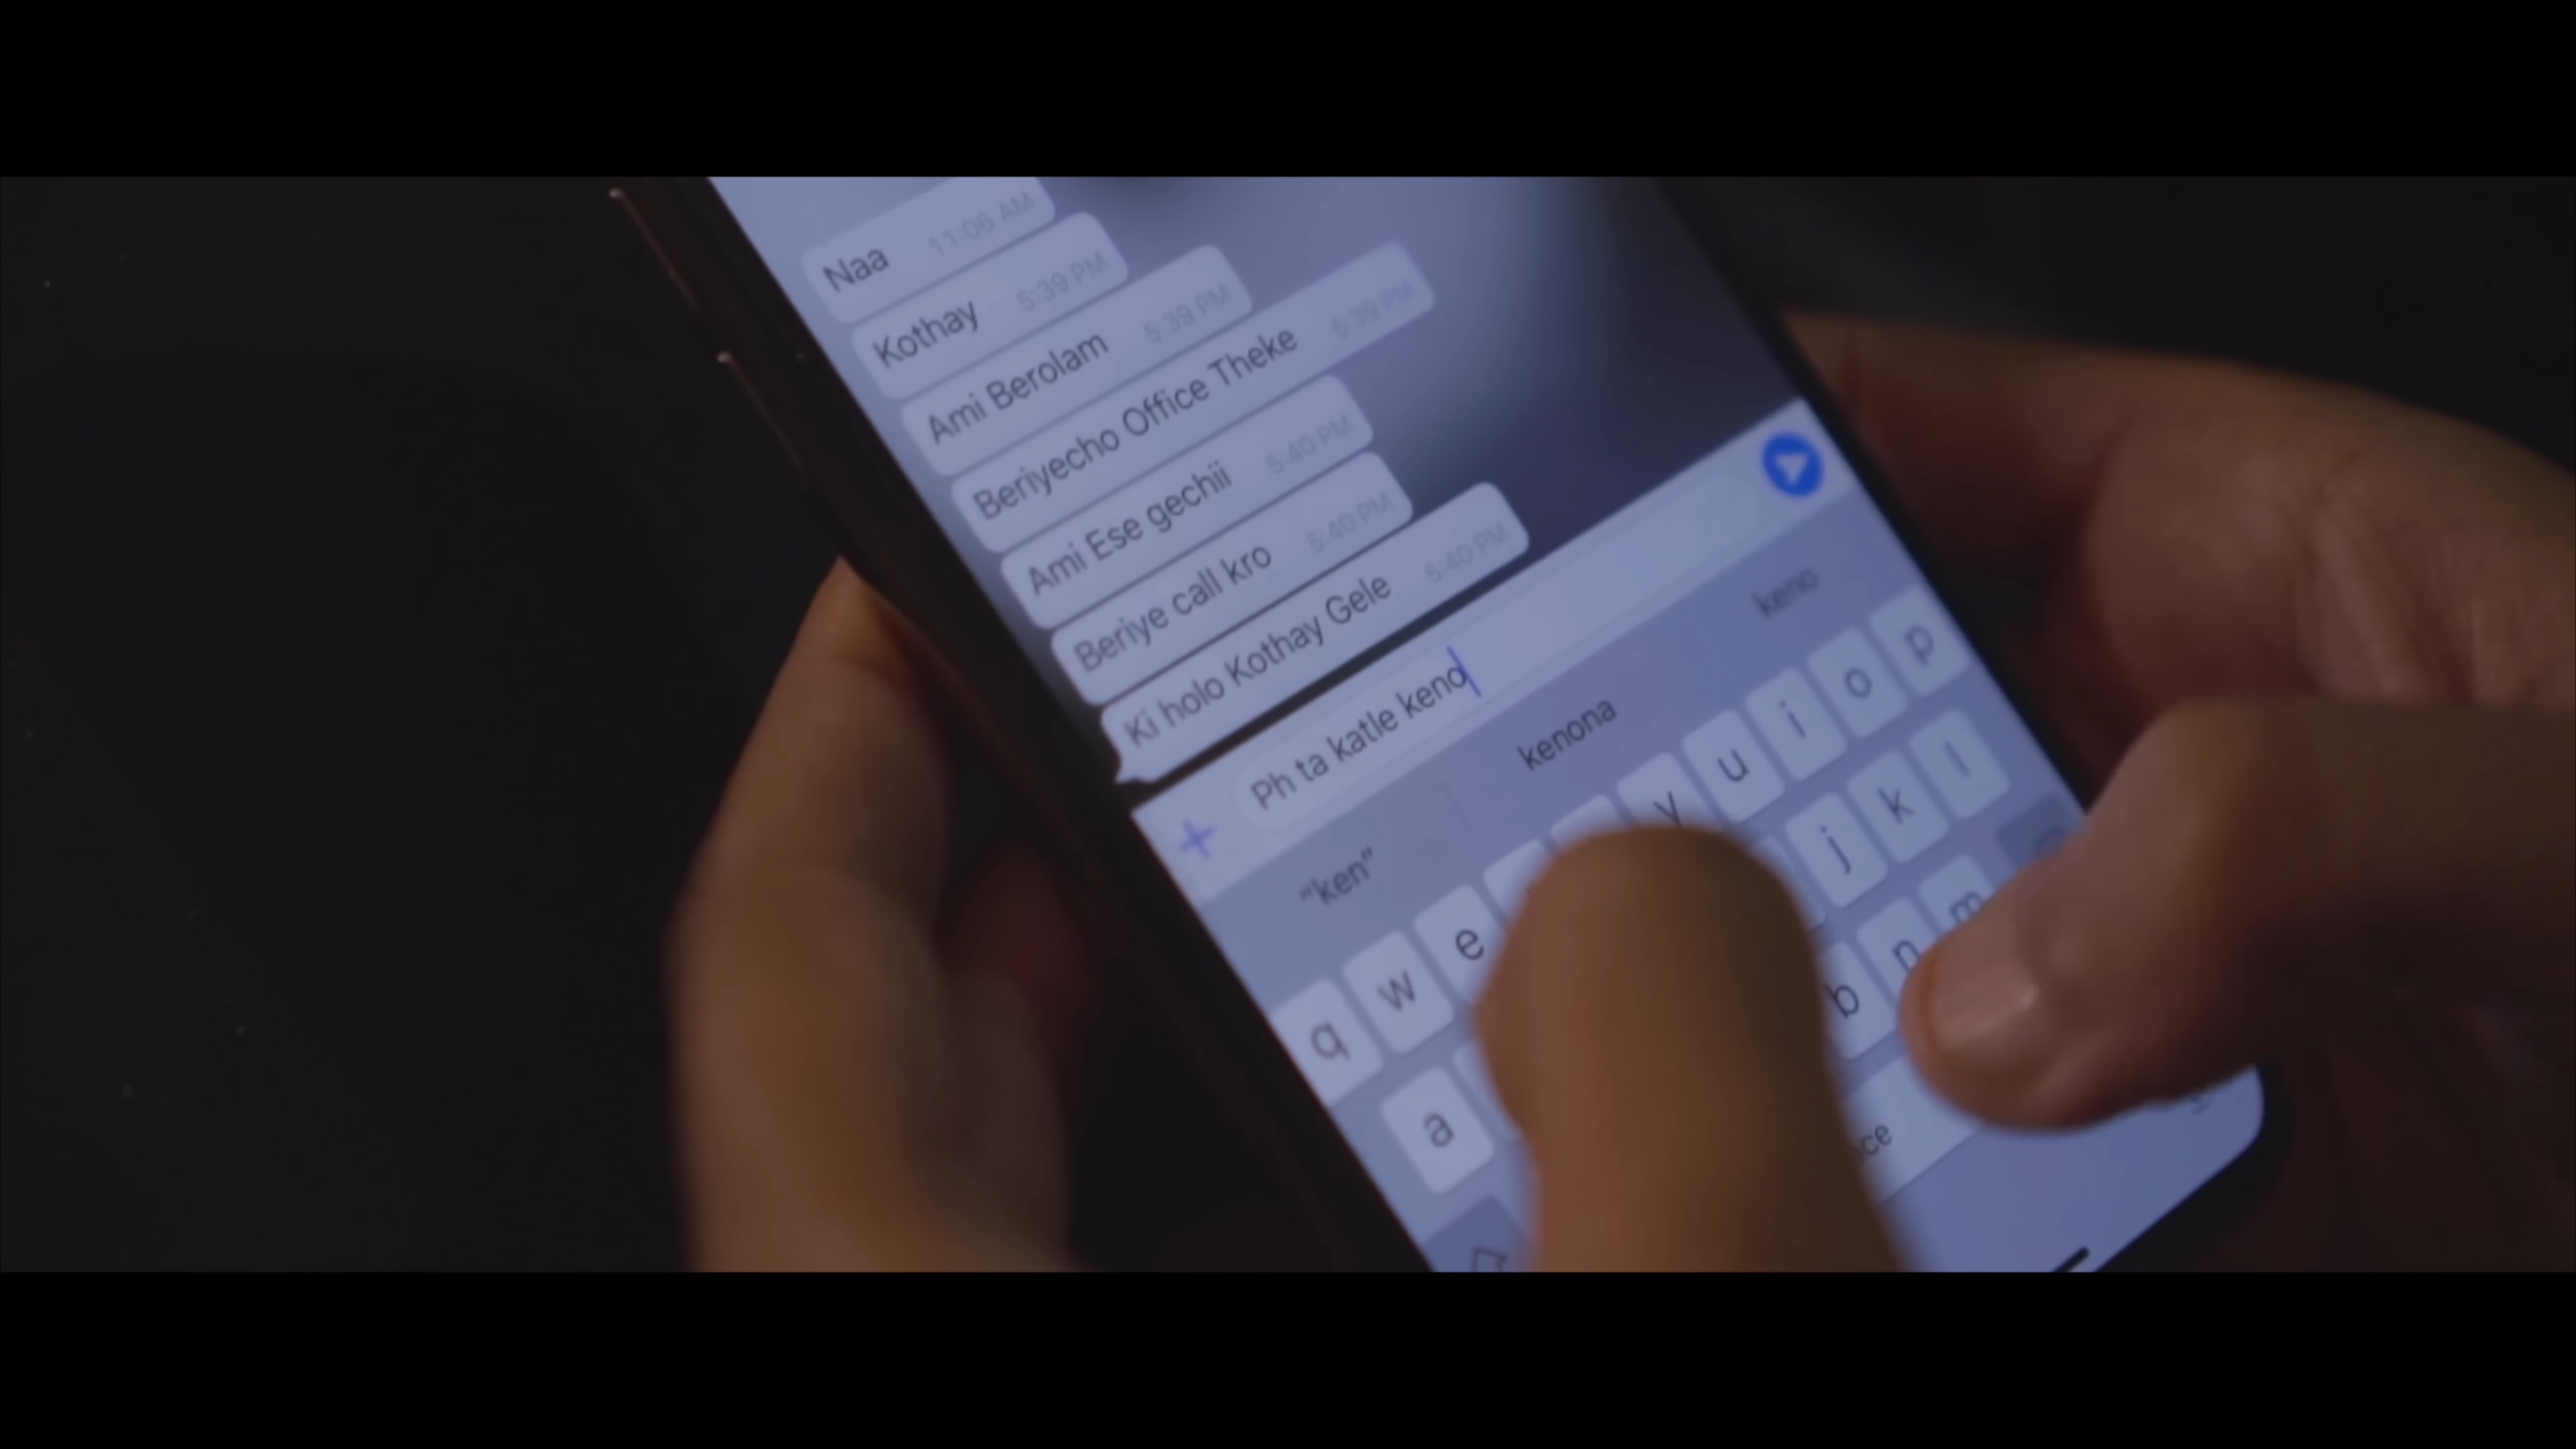 Naa 11:06 AM
Kothay 5:39 PM
Ami Berolam 5:39 PM
Beriyecho Office Theke 5:39 PM
Ami Ese gechii 5:40 PM
Beriye call kro 5:40 PM
Ki holo Kothay Gele 5:40 PM
+ Ph ta katle keno
"ken" kenona keno
q w e y u i o p
a j k l
b n m
ce